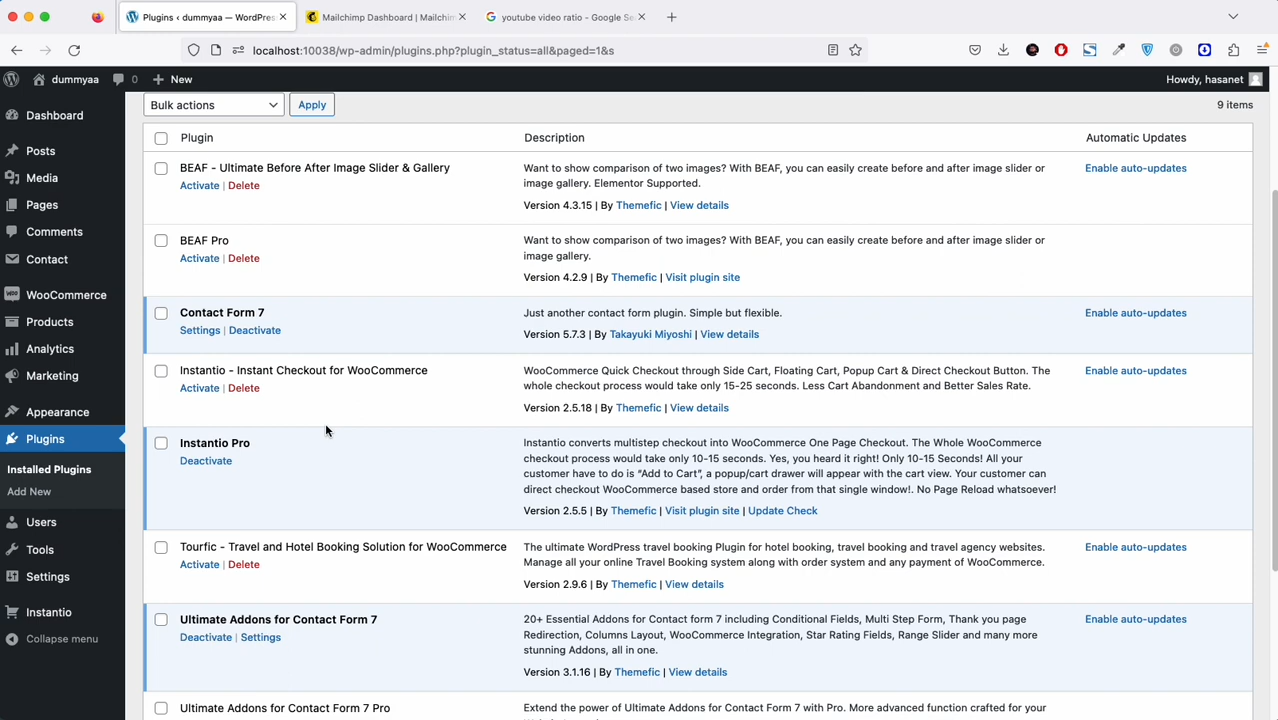 Plugins ‹ dummyaa — WordPres
Mailchimp Dashboard | Mailchim
youtube video ratio - Google Se
localhost:10038/wp-admin/plugins.php?plugin_status=all&paged=1&s
dummyaa
0
New
Howdy, hasanet
Dashboard
Posts
Media
Pages
Comments
Contact
WooCommerce
Products
Analytics
Marketing
Appearance
Plugins
Installed Plugins
Add New
Users
Tools
Settings
Instantio
Collapse menu
Bulk actions
Apply
9 items
Plugin
Description
Automatic Updates
BEAF - Ultimate Before After Image Slider & Gallery
Activate | Delete
Want to show comparison of two images? With BEAF, you can easily create before and after image slider or
image gallery. Elementor Supported.
Version 4.3.15 | By Themefic | View details
Enable auto-updates
BEAF Pro
Activate | Delete
Want to show comparison of two images? With BEAF, you can easily create before and after image slider or
image gallery.
Version 4.2.9 | By Themefic | Visit plugin site
Contact Form 7
Settings | Deactivate
Just another contact form plugin. Simple but flexible.
Version 5.7.3 | By Takayuki Miyoshi | View details
Enable auto-updates
Instantio - Instant Checkout for WooCommerce
Activate | Delete
WooCommerce Quick Checkout through Side Cart, Floating Cart, Popup Cart & Direct Checkout Button. The
whole checkout process would take only 15-25 seconds. Less Cart Abandonment and Better Sales Rate.
Version 2.5.18 | By Themefic | View details
Enable auto-updates
Instantio Pro
Deactivate
Instantio converts multistep checkout into WooCommerce One Page Checkout. The Whole WooCommerce
checkout process would take only 10-15 seconds. Yes, you heard it right! Only 10-15 Seconds! All your
customer have to do is “Add to Cart”, a popup/cart drawer will appear with the cart view. Your customer can
direct checkout WooCommerce based store and order from that single window!. No Page Reload whatsoever!
Version 2.5.5 | By Themefic | Visit plugin site | Update Check
Tourfic - Travel and Hotel Booking Solution for WooCommerce
Activate | Delete
The ultimate WordPress travel booking Plugin for hotel booking, travel booking and travel agency websites.
Manage all your online Travel Booking system along with order system and any payment of WooCommerce.
Version 2.9.6 | By Themefic | View details
Enable auto-updates
Ultimate Addons for Contact Form 7
Deactivate | Settings
20+ Essential Addons for Contact form 7 including Conditional Fields, Multi Step Form, Thank you page
Redirection, Columns Layout, WooCommerce Integration, Star Rating Fields, Range Slider and many more
stunning Addons, all in one.
Version 3.1.16 | By Themefic | View details
Enable auto-updates
Ultimate Addons for Contact Form 7 Pro
Extend the power of Ultimate Addons for Contact Form 7 with Pro. More advanced function crafted for your